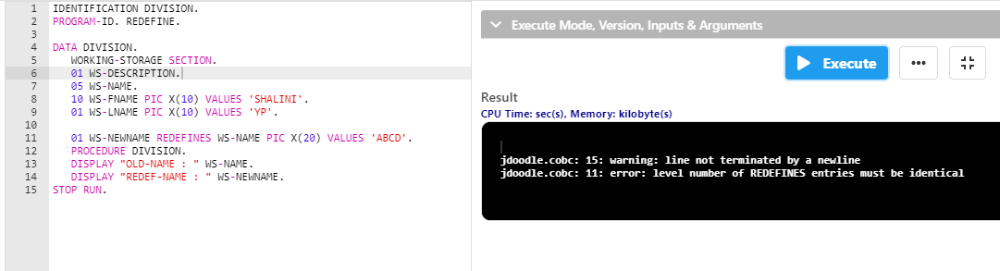 1 IDENTIFICATION DIVISION.
2 PROGRAM-ID. REDEFINE.
3
4 DATA DIVISION.
5 WORKING-STORAGE SECTION.
6 01 WS-DESCRIPTION.
7 05 WS-NAME.
8 10 WS-FNAME PIC X(10) VALUES 'SHALINI'.
9 01 WS-LNAME PIC X(10) VALUES 'YP'.
10
11 01 WS-NEWNAME REDEFINES WS-NAME PIC X(20) VALUES 'ABCD'.
12 PROCEDURE DIVISION.
13 DISPLAY "OLD-NAME : " WS-NAME.
14 DISPLAY "REDEF-NAME : " WS-NEWNAME.
15 STOP RUN.
Execute Mode, Version, Inputs & Arguments
Execute
Result
CPU Time: sec(s), Memory: kilobyte(s)
jdoodle.cobc: 15: warning: line not terminated by a newline
jdoodle.cobc: 11: error: level number of REDEFINES entries must be identical